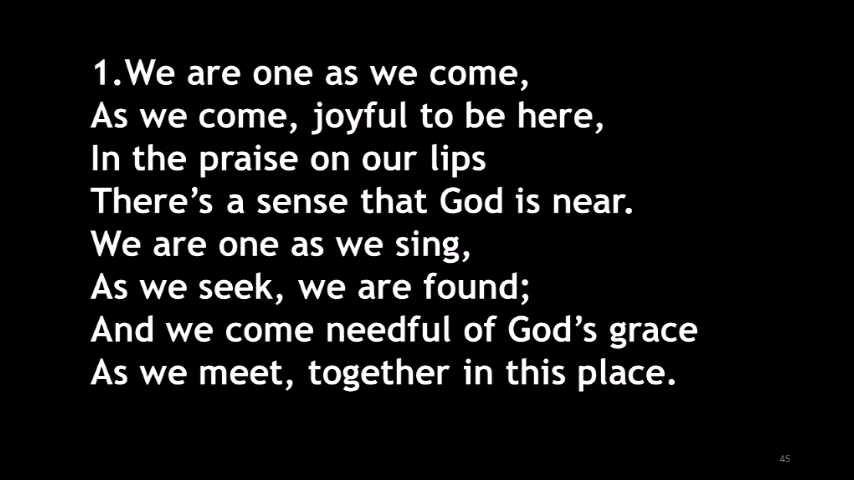 1.We are one as we come,
As we come, joyful to be here,
In the praise on our lips
There’s a sense that God is near.
We are one as we sing,
As we seek, we are found;
And we come needful of God’s grace
As we meet, together in this place.
45